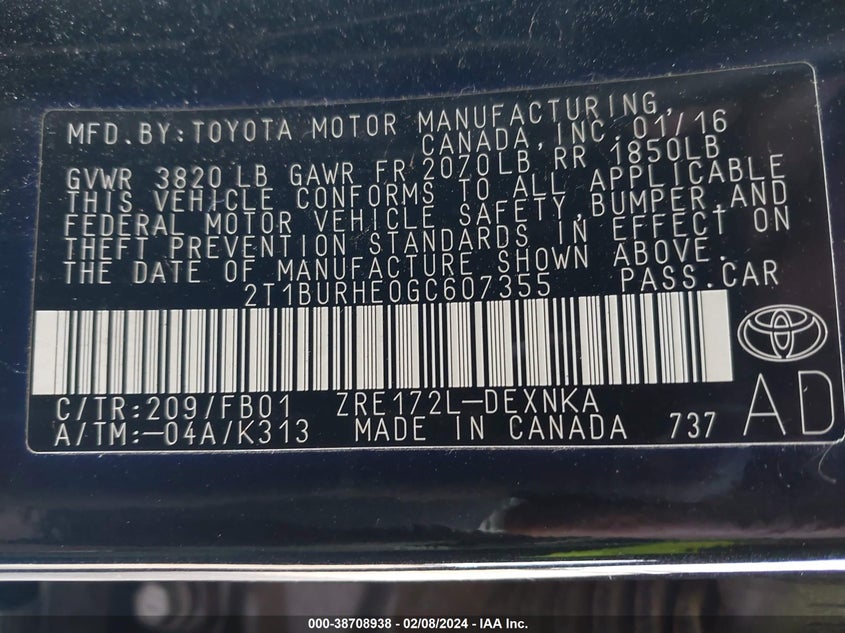 MFD.BY:TOYOTA MOTOR MANUFACTURING,
CANADA,INC. 01/16
GVWR 3820 LB GAWR FR 2070LB RR 1850LB
THIS VEHICLE CONFORMS TO ALL APPLICABLE
FEDERAL MOTOR VEHICLE SAFETY,BUMPER,AND
THEFT PREVENTION STANDARDS IN EFFECT ON
THE DATE OF MANUFACTURE SHOWN ABOVE.
2T1BURHE0GC607355 PASS.CAR
C/TR:209/FB01 ZRE172L-DEXNKA
A/TM:-04A/K313 MADE IN CANADA 737 AD
000-38708938 - 02/08/2024 - IAA Inc.